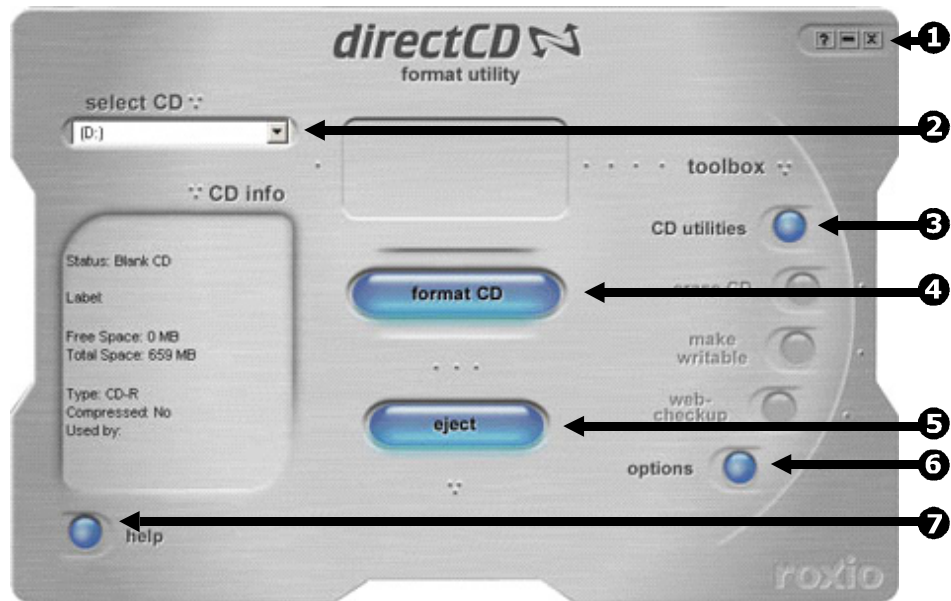 directCD
format utility
? - X
1
select CD
(D:)
2
toolbox
CD info
CD utilities
3
Status: Blank CD
Label:
format CD
erase CD
4
Free Space: 0 MB
Total Space: 659 MB
make
writable
Type: CD-R
Compressed: No
Used by:
web-
checkup
eject
5
options
6
help
7
roxio